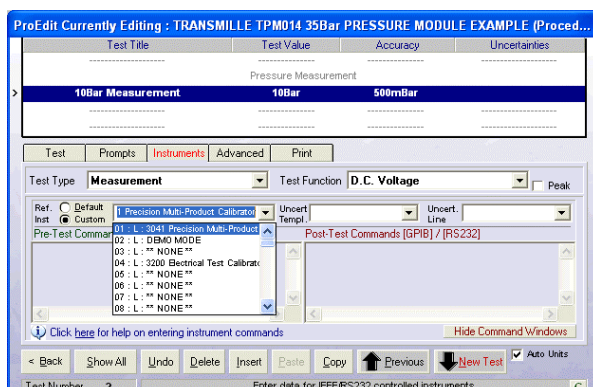 ProEdit Currently Editing : TRANSMILLE TPM014 35Bar PRESSURE MODULE EXAMPLE (Proced...
Test Title Test Value Accuracy Uncertainties
------------------ -------------- -------------- --------------
Pressure Measurement
> 10Bar Measurement 10Bar 500mBar
------------------ -------------- -------------- --------------
------------------ -------------- -------------- --------------
Test Prompts Instruments Advanced Print
Test Type Measurement Test Function D.C. Voltage Peak
Ref. Inst Default Custom 1 Precision Multi-Product Calibrator Uncert Templ. Uncert. Line
01 : L : 3041 Precision Multi-Product
02 : L : DEMO MODE
03 : L : ** NONE **
04 : L : 3200 Electrical Test Calibrato
05 : L : ** NONE **
06 : L : ** NONE **
07 : L : ** NONE **
08 : L : ** NONE **
Pre-Test Comman Post-Test Commands [GPIB] / [RS232]
Click here for help on entering instrument commands Hide Command Windows
< Back Show All Undo Delete Insert Paste Copy Previous New Test Auto Units
Test Number 2 Enter data for IEEE/RS232 controlled instruments